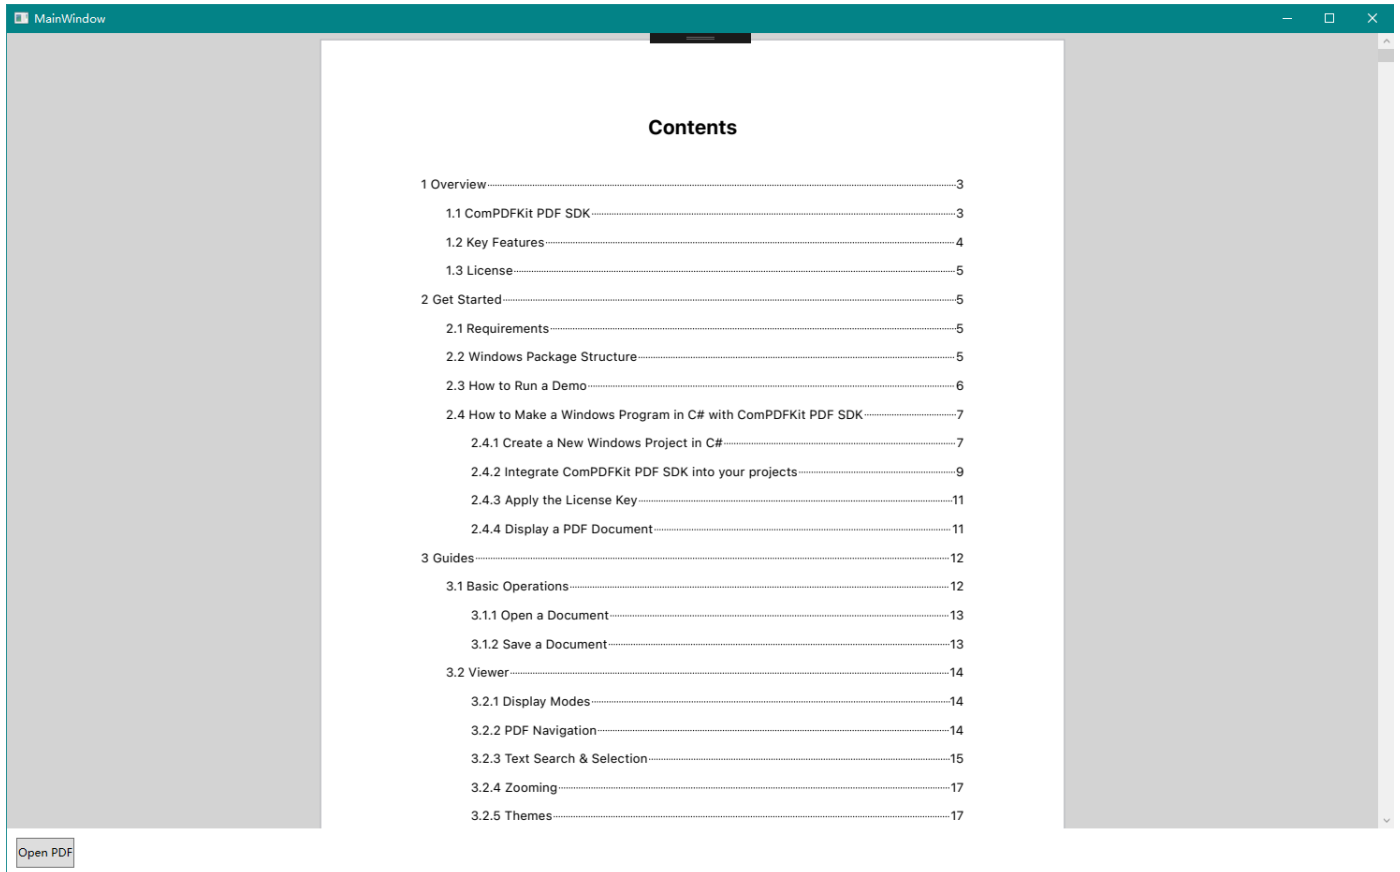 MainWindow
Contents
1 Overview 3
1.1 ComPDFKit PDF SDK 3
1.2 Key Features 4
1.3 License 5
2 Get Started 5
2.1 Requirements 5
2.2 Windows Package Structure 5
2.3 How to Run a Demo 6
2.4 How to Make a Windows Program in C# with ComPDFKit PDF SDK 7
2.4.1 Create a New Windows Project in C# 7
2.4.2 Integrate ComPDFKit PDF SDK into your projects 9
2.4.3 Apply the License Key 11
2.4.4 Display a PDF Document 11
3 Guides 12
3.1 Basic Operations 12
3.1.1 Open a Document 13
3.1.2 Save a Document 13
3.2 Viewer 14
3.2.1 Display Modes 14
3.2.2 PDF Navigation 14
3.2.3 Text Search & Selection 15
3.2.4 Zooming 17
3.2.5 Themes 17
Open PDF